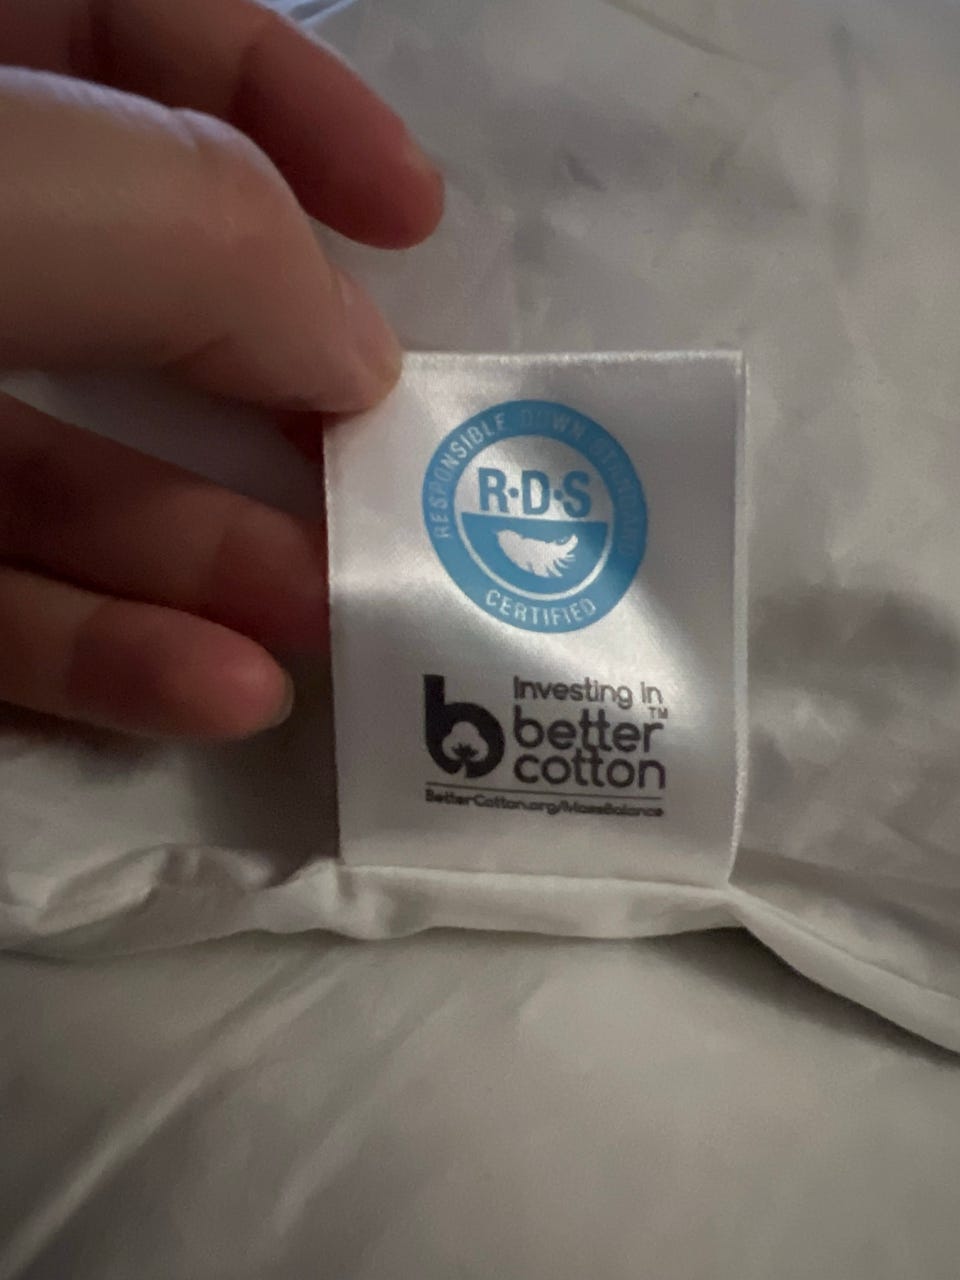 RESPONSIBLE DOWN STANDARD
R·D·S
CERTIFIED
Investing in
better™
cotton
BetterCotton.org/MassBalance